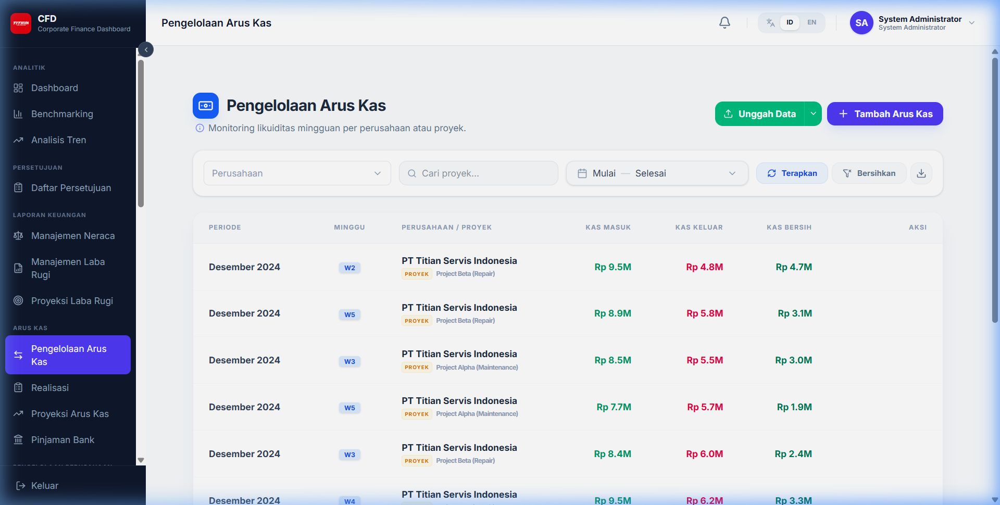 TITIAN
CFD
Corporate Finance Dashboard
Pengelolaan Arus Kas
ID
EN
SA
System Administrator
System Administrator
ANALITIK
Dashboard
Benchmarking
Analisis Tren
PERSETUJUAN
Daftar Persetujuan
LAPORAN KEUANGAN
Manajemen Neraca
Manajemen Laba
Rugi
Proyeksi Laba Rugi
ARUS KAS
Pengelolaan Arus
Kas
Realisasi
Proyeksi Arus Kas
Pinjaman Bank
Keluar
Pengelolaan Arus Kas
Monitoring likuiditas mingguan per perusahaan atau proyek.
Unggah Data
Tambah Arus Kas
Perusahaan
Cari proyek...
Mulai — Selesai
Terapkan
Bersihkan
PERIODE MINGGU PERUSAHAAN / PROYEK KAS MASUK KAS KELUAR KAS BERSIH AKSI
Desember 2024 W2 PT Titian Servis Indonesia Rp 9.5M Rp 4.8M Rp 4.7M
PROYEK Project Beta (Repair)
Desember 2024 W5 PT Titian Servis Indonesia Rp 8.9M Rp 5.8M Rp 3.1M
PROYEK Project Beta (Repair)
Desember 2024 W3 PT Titian Servis Indonesia Rp 8.5M Rp 5.5M Rp 3.0M
PROYEK Project Alpha (Maintenance)
Desember 2024 W5 PT Titian Servis Indonesia Rp 7.7M Rp 5.7M Rp 1.9M
PROYEK Project Alpha (Maintenance)
Desember 2024 W3 PT Titian Servis Indonesia Rp 8.4M Rp 6.0M Rp 2.4M
PROYEK Project Beta (Repair)
Desember 2024 W4 PT Titian Servis Indonesia Rp 9.5M Rp 6.2M Rp 3.3M